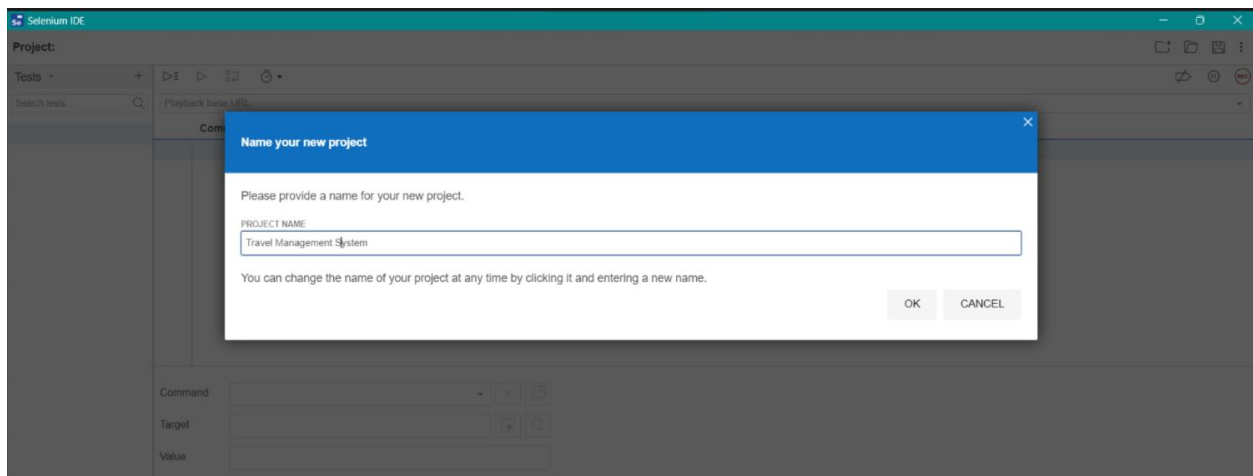 Selenium IDE
Project:
Tests
Search tests...
Playback base URL
Com
Name your new project
Please provide a name for your new project.
PROJECT NAME
Travel Management System
You can change the name of your project at any time by clicking it and entering a new name.
OK CANCEL
Command
Target
Value